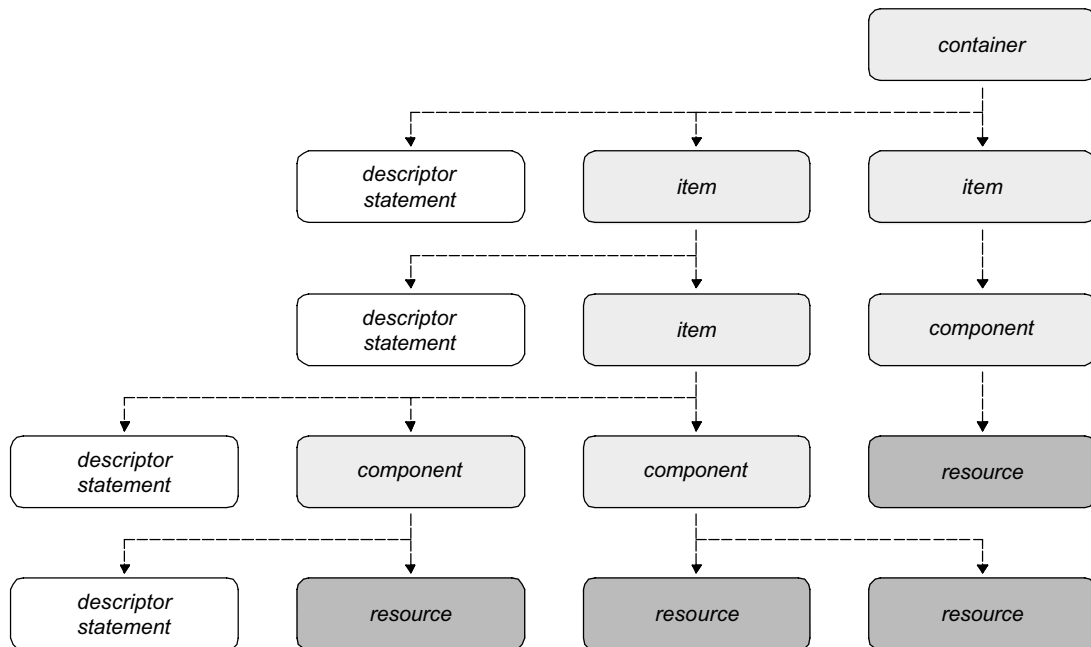 container
descriptor
statement
item
item
descriptor
statement
item
component
descriptor
statement
component
component
resource
descriptor
statement
resource
resource
resource